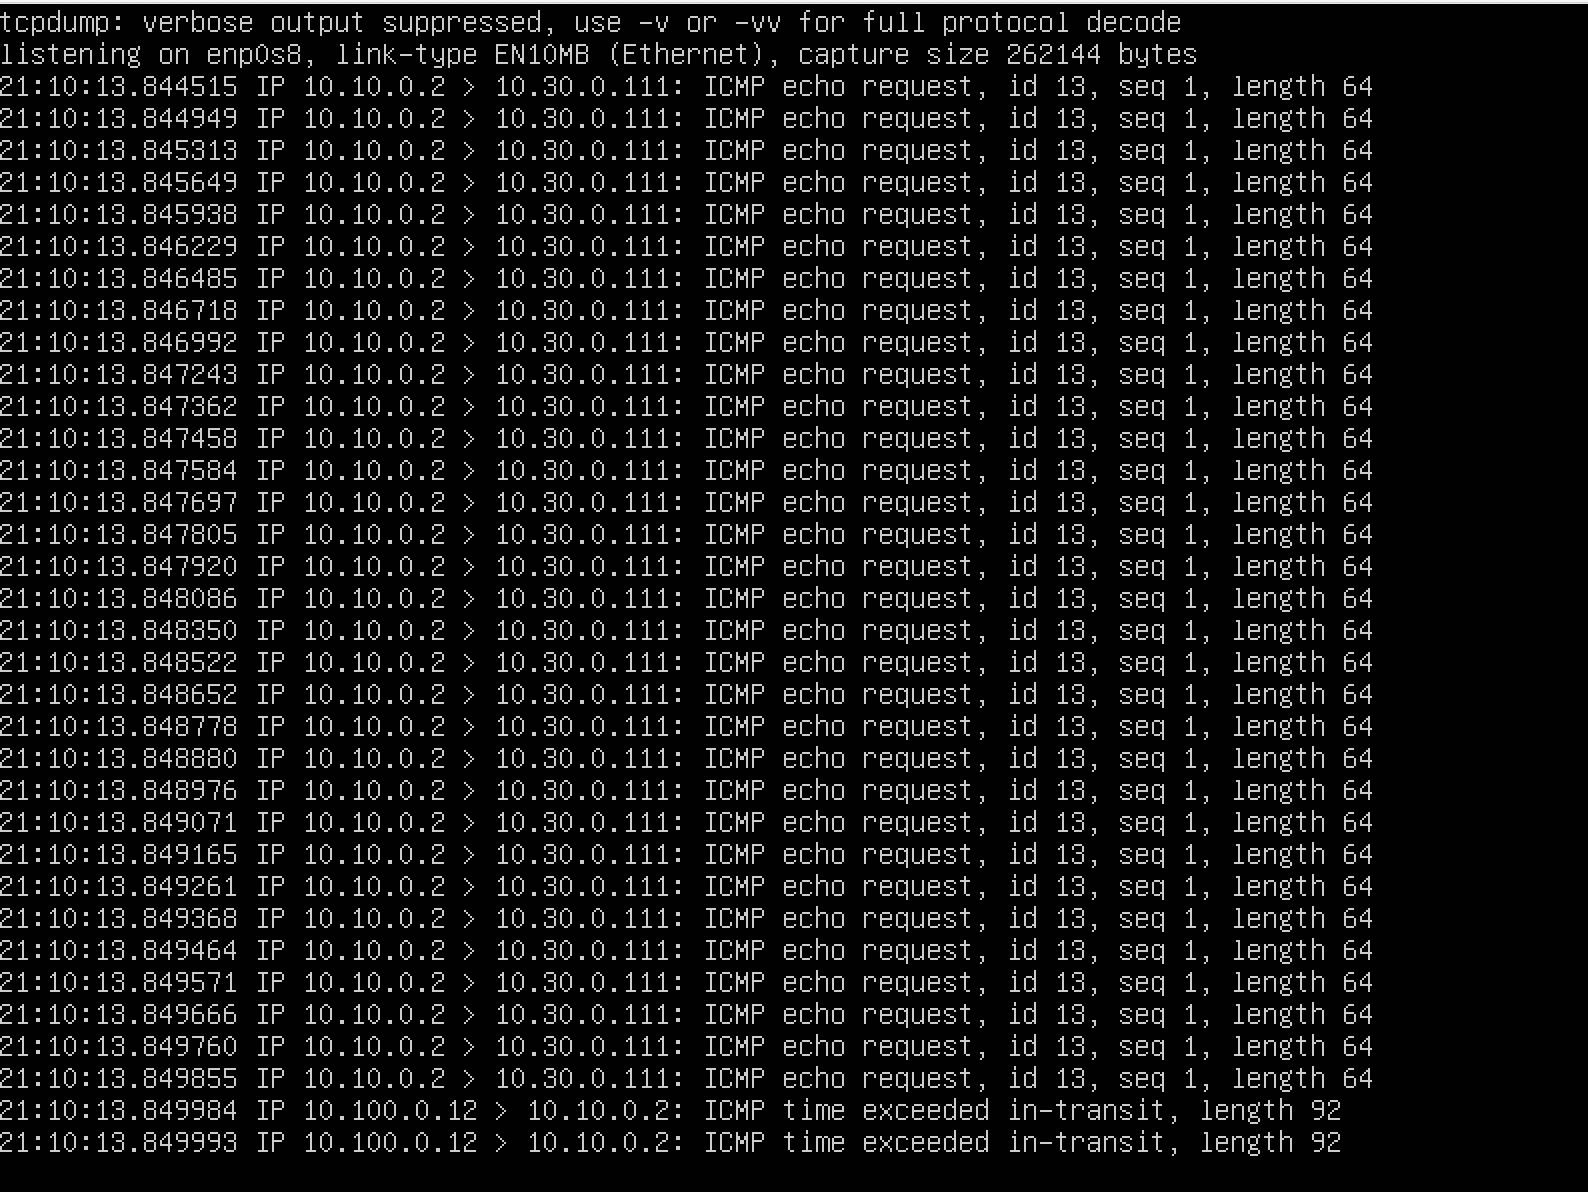 tcpdump: verbose output suppressed, use -v or -vv for full protocol decode
listening on enp0s8, link-type EN10MB (Ethernet), capture size 262144 bytes
21:10:13.844515 IP 10.10.0.2 > 10.30.0.111: ICMP echo request, id 13, seq 1, length 64
21:10:13.844949 IP 10.10.0.2 > 10.30.0.111: ICMP echo request, id 13, seq 1, length 64
21:10:13.845313 IP 10.10.0.2 > 10.30.0.111: ICMP echo request, id 13, seq 1, length 64
21:10:13.845649 IP 10.10.0.2 > 10.30.0.111: ICMP echo request, id 13, seq 1, length 64
21:10:13.845938 IP 10.10.0.2 > 10.30.0.111: ICMP echo request, id 13, seq 1, length 64
21:10:13.846229 IP 10.10.0.2 > 10.30.0.111: ICMP echo request, id 13, seq 1, length 64
21:10:13.846485 IP 10.10.0.2 > 10.30.0.111: ICMP echo request, id 13, seq 1, length 64
21:10:13.846718 IP 10.10.0.2 > 10.30.0.111: ICMP echo request, id 13, seq 1, length 64
21:10:13.846992 IP 10.10.0.2 > 10.30.0.111: ICMP echo request, id 13, seq 1, length 64
21:10:13.847243 IP 10.10.0.2 > 10.30.0.111: ICMP echo request, id 13, seq 1, length 64
21:10:13.847362 IP 10.10.0.2 > 10.30.0.111: ICMP echo request, id 13, seq 1, length 64
21:10:13.847458 IP 10.10.0.2 > 10.30.0.111: ICMP echo request, id 13, seq 1, length 64
21:10:13.847584 IP 10.10.0.2 > 10.30.0.111: ICMP echo request, id 13, seq 1, length 64
21:10:13.847697 IP 10.10.0.2 > 10.30.0.111: ICMP echo request, id 13, seq 1, length 64
21:10:13.847805 IP 10.10.0.2 > 10.30.0.111: ICMP echo request, id 13, seq 1, length 64
21:10:13.847920 IP 10.10.0.2 > 10.30.0.111: ICMP echo request, id 13, seq 1, length 64
21:10:13.848086 IP 10.10.0.2 > 10.30.0.111: ICMP echo request, id 13, seq 1, length 64
21:10:13.848350 IP 10.10.0.2 > 10.30.0.111: ICMP echo request, id 13, seq 1, length 64
21:10:13.848522 IP 10.10.0.2 > 10.30.0.111: ICMP echo request, id 13, seq 1, length 64
21:10:13.848652 IP 10.10.0.2 > 10.30.0.111: ICMP echo request, id 13, seq 1, length 64
21:10:13.848778 IP 10.10.0.2 > 10.30.0.111: ICMP echo request, id 13, seq 1, length 64
21:10:13.848880 IP 10.10.0.2 > 10.30.0.111: ICMP echo request, id 13, seq 1, length 64
21:10:13.848976 IP 10.10.0.2 > 10.30.0.111: ICMP echo request, id 13, seq 1, length 64
21:10:13.849071 IP 10.10.0.2 > 10.30.0.111: ICMP echo request, id 13, seq 1, length 64
21:10:13.849165 IP 10.10.0.2 > 10.30.0.111: ICMP echo request, id 13, seq 1, length 64
21:10:13.849261 IP 10.10.0.2 > 10.30.0.111: ICMP echo request, id 13, seq 1, length 64
21:10:13.849368 IP 10.10.0.2 > 10.30.0.111: ICMP echo request, id 13, seq 1, length 64
21:10:13.849464 IP 10.10.0.2 > 10.30.0.111: ICMP echo request, id 13, seq 1, length 64
21:10:13.849571 IP 10.10.0.2 > 10.30.0.111: ICMP echo request, id 13, seq 1, length 64
21:10:13.849666 IP 10.10.0.2 > 10.30.0.111: ICMP echo request, id 13, seq 1, length 64
21:10:13.849760 IP 10.10.0.2 > 10.30.0.111: ICMP echo request, id 13, seq 1, length 64
21:10:13.849855 IP 10.10.0.2 > 10.30.0.111: ICMP echo request, id 13, seq 1, length 64
21:10:13.849984 IP 10.100.0.12 > 10.10.0.2: ICMP time exceeded in-transit, length 92
21:10:13.849993 IP 10.100.0.12 > 10.10.0.2: ICMP time exceeded in-transit, length 92